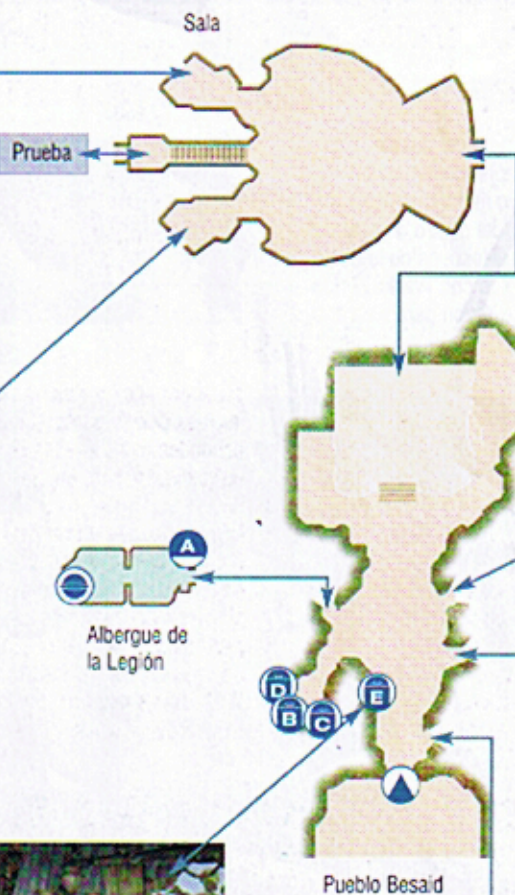 Sala
Prueba
A
Albergue de
la Legión
D
B
C
E
Pueblo Besaid